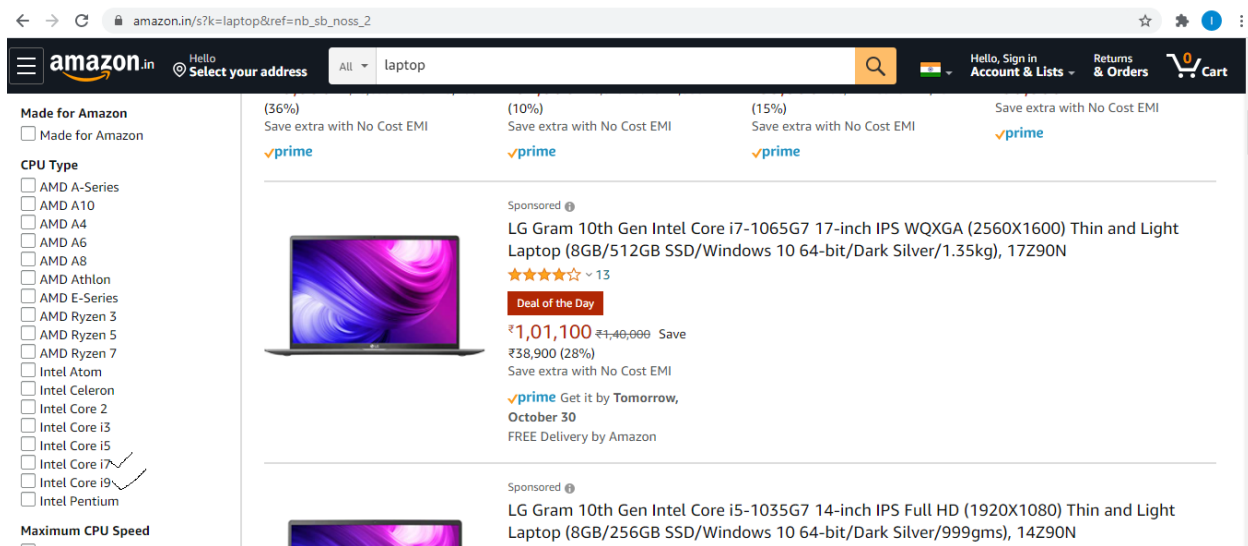 amazon.in/s?k=laptop&ref=nb_sb_noss_2
I
amazon.in
Hello
Select your address
All
laptop
Hello, Sign in
Account & Lists
Returns
& Orders
0
Cart
Made for Amazon
Made for Amazon
CPU Type
AMD A-Series
AMD A10
AMD A4
AMD A6
AMD A8
AMD Athlon
AMD E-Series
AMD Ryzen 3
AMD Ryzen 5
AMD Ryzen 7
Intel Atom
Intel Celeron
Intel Core 2
Intel Core i3
Intel Core i5
Intel Core i7
Intel Core i9
Intel Pentium
Maximum CPU Speed
(36%)
Save extra with No Cost EMI
prime
(10%)
Save extra with No Cost EMI
prime
(15%)
Save extra with No Cost EMI
prime
Save extra with No Cost EMI
prime
Sponsored
LG Gram 10th Gen Intel Core i7-1065G7 17-inch IPS WQXGA (2560X1600) Thin and Light
Laptop (8GB/512GB SSD/Windows 10 64-bit/Dark Silver/1.35kg), 17Z90N
13
Deal of the Day
₹1,01,100 ₹1,40,000 Save
₹38,900 (28%)
Save extra with No Cost EMI
prime Get it by Tomorrow,
October 30
FREE Delivery by Amazon
Sponsored
LG Gram 10th Gen Intel Core i5-1035G7 14-inch IPS Full HD (1920X1080) Thin and Light
Laptop (8GB/256GB SSD/Windows 10 64-bit/Dark Silver/999gms), 14Z90N